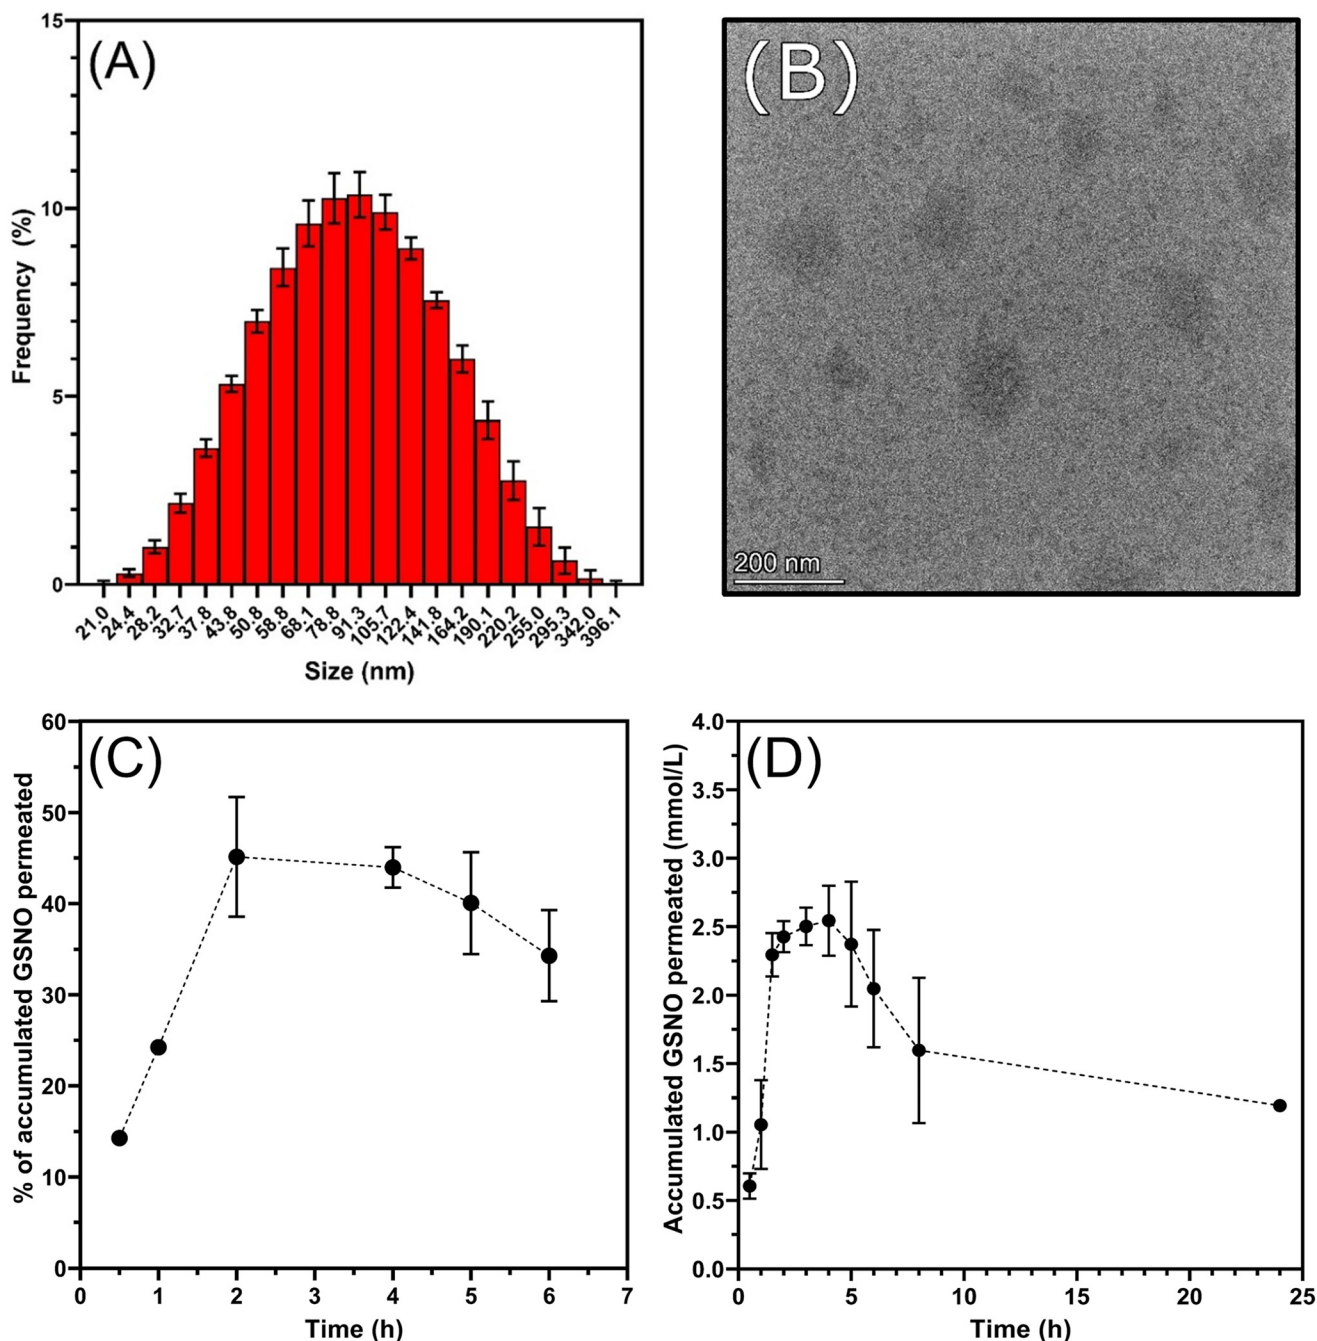 (A)
Frequency (%)
15
10
5
0
21.0 24.4 28.2 32.7 37.8 43.8 50.8 58.8 68.1 78.8 91.3 105.7 122.4 141.8 164.2 190.1 220.2 255.0 295.3 342.0 396.1
Size (nm)
(B)
200 nm
(C)
% of accumulated GSNO permeated
60
50
40
30
20
10
0
0 1 2 3 4 5 6 7
Time (h)
(D)
Accumulated GSNO permeated (mmol/L)
4.0
3.5
3.0
2.5
2.0
1.5
1.0
0.5
0.0
0 5 10 15 20 25
Time (h)